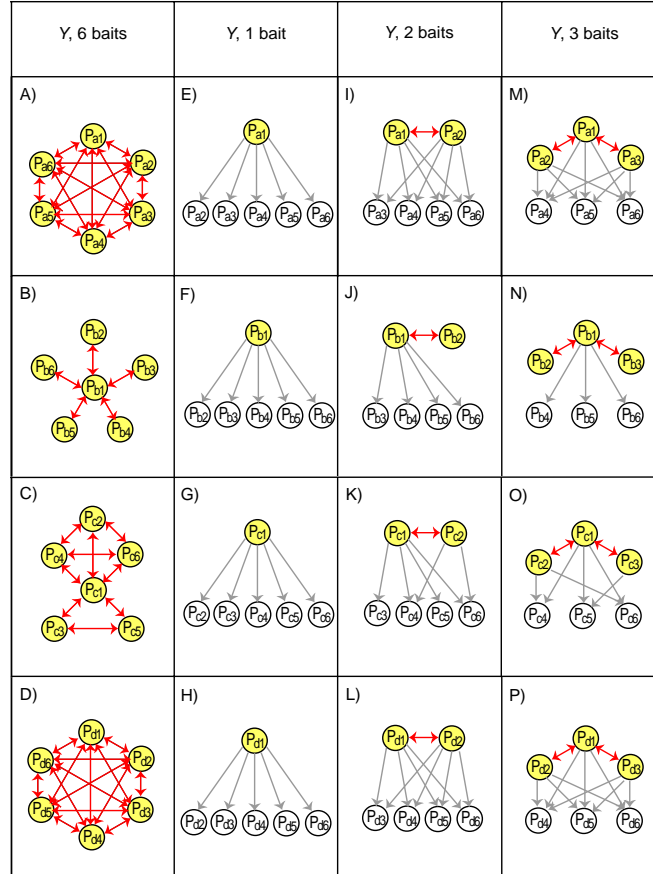 Y, 6 baits
Y, 1 bait
Y, 2 baits
Y, 3 baits
A)
Pa1
Pa6
Pa2
Pa5
Pa3
Pa4
E)
Pa1
Pa2 Pa3 Pa4 Pa5 Pa6
I)
Pa1 Pa2
Pa3 Pa4 Pa5 Pa6
M)
Pa1
Pa2 Pa3
Pa4 Pa5 Pa6
B)
Pb2
Pb6 Pb3
Pb1
Pb5 Pb4
F)
Pb1
Pb2 Pb3 Pb4 Pb5 Pb6
J)
Pb1 Pb2
Pb3 Pb4 Pb5 Pb6
N)
Pb1
Pb2 Pb3
Pb4 Pb5 Pb6
C)
Pc2
Pc4 Pc6
Pc1
Pc3 Pc5
G)
Pc1
Pc2 Pc3 Pc4 Pc5 Pc6
K)
Pc1 Pc2
Pc3 Pc4 Pc5 Pc6
O)
Pc1
Pc2 Pc3
Pc4 Pc5 Pc6
D)
Pd1
Pd6 Pd2
Pd5 Pd3
Pd4
H)
Pd1
Pd2 Pd3 Pd4 Pd5 Pd6
L)
Pd1 Pd2
Pd3 Pd4 Pd5 Pd6
P)
Pd1
Pd2 Pd3
Pd4 Pd5 Pd6